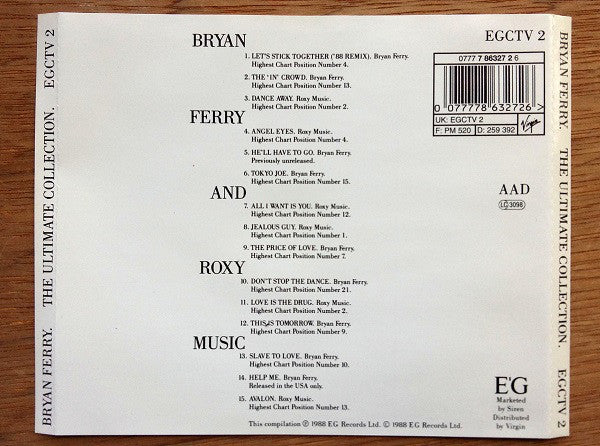 BRYAN FERRY. THE ULTIMATE COLLECTION. EGCTV 2
BRYAN
1. LET'S STICK TOGETHER ('88 REMIX). Bryan Ferry.
Highest Chart Position Number 4.
2. THE 'IN' CROWD. Bryan Ferry.
Highest Chart Position Number 13.
3. DANCE AWAY. Roxy Music.
Highest Chart Position Number 2.
FERRY
4. ANGEL EYES. Roxy Music.
Highest Chart Position Number 4.
5. HE'LL HAVE TO GO. Bryan Ferry.
Previously unreleased.
6. TOKYO JOE. Bryan Ferry.
Highest Chart Position Number 15.
AND
7. ALL I WANT IS YOU. Roxy Music.
Highest Chart Position Number 12.
8. JEALOUS GUY. Roxy Music.
Highest Chart Position Number 1.
9. THE PRICE OF LOVE. Bryan Ferry.
Highest Chart Position Number 7.
ROXY
10. DON'T STOP THE DANCE. Bryan Ferry.
Highest Chart Position Number 21.
11. LOVE IS THE DRUG. Roxy Music.
Highest Chart Position Number 2.
12. THIS IS TOMORROW. Bryan Ferry.
Highest Chart Position Number 9.
MUSIC
13. SLAVE TO LOVE. Bryan Ferry.
Highest Chart Position Number 10.
14. HELP ME. Bryan Ferry.
Released in the USA only.
15. AVALON. Roxy Music.
Highest Chart Position Number 13.
This compilation ℗ 1988 E·G Records Ltd. © 1988 EG Records Ltd.
EGCTV 2
0777 7 86327 2 6
0 077778 632726 >
UK: EGCTV 2
F: PM 520 D: 259 392
Virgin
AAD
LC 3098
E·G
Marketed
by Siren
Distributed
by Virgin
BRYAN FERRY. THE ULTIMATE COLLECTION. EGCTV 2